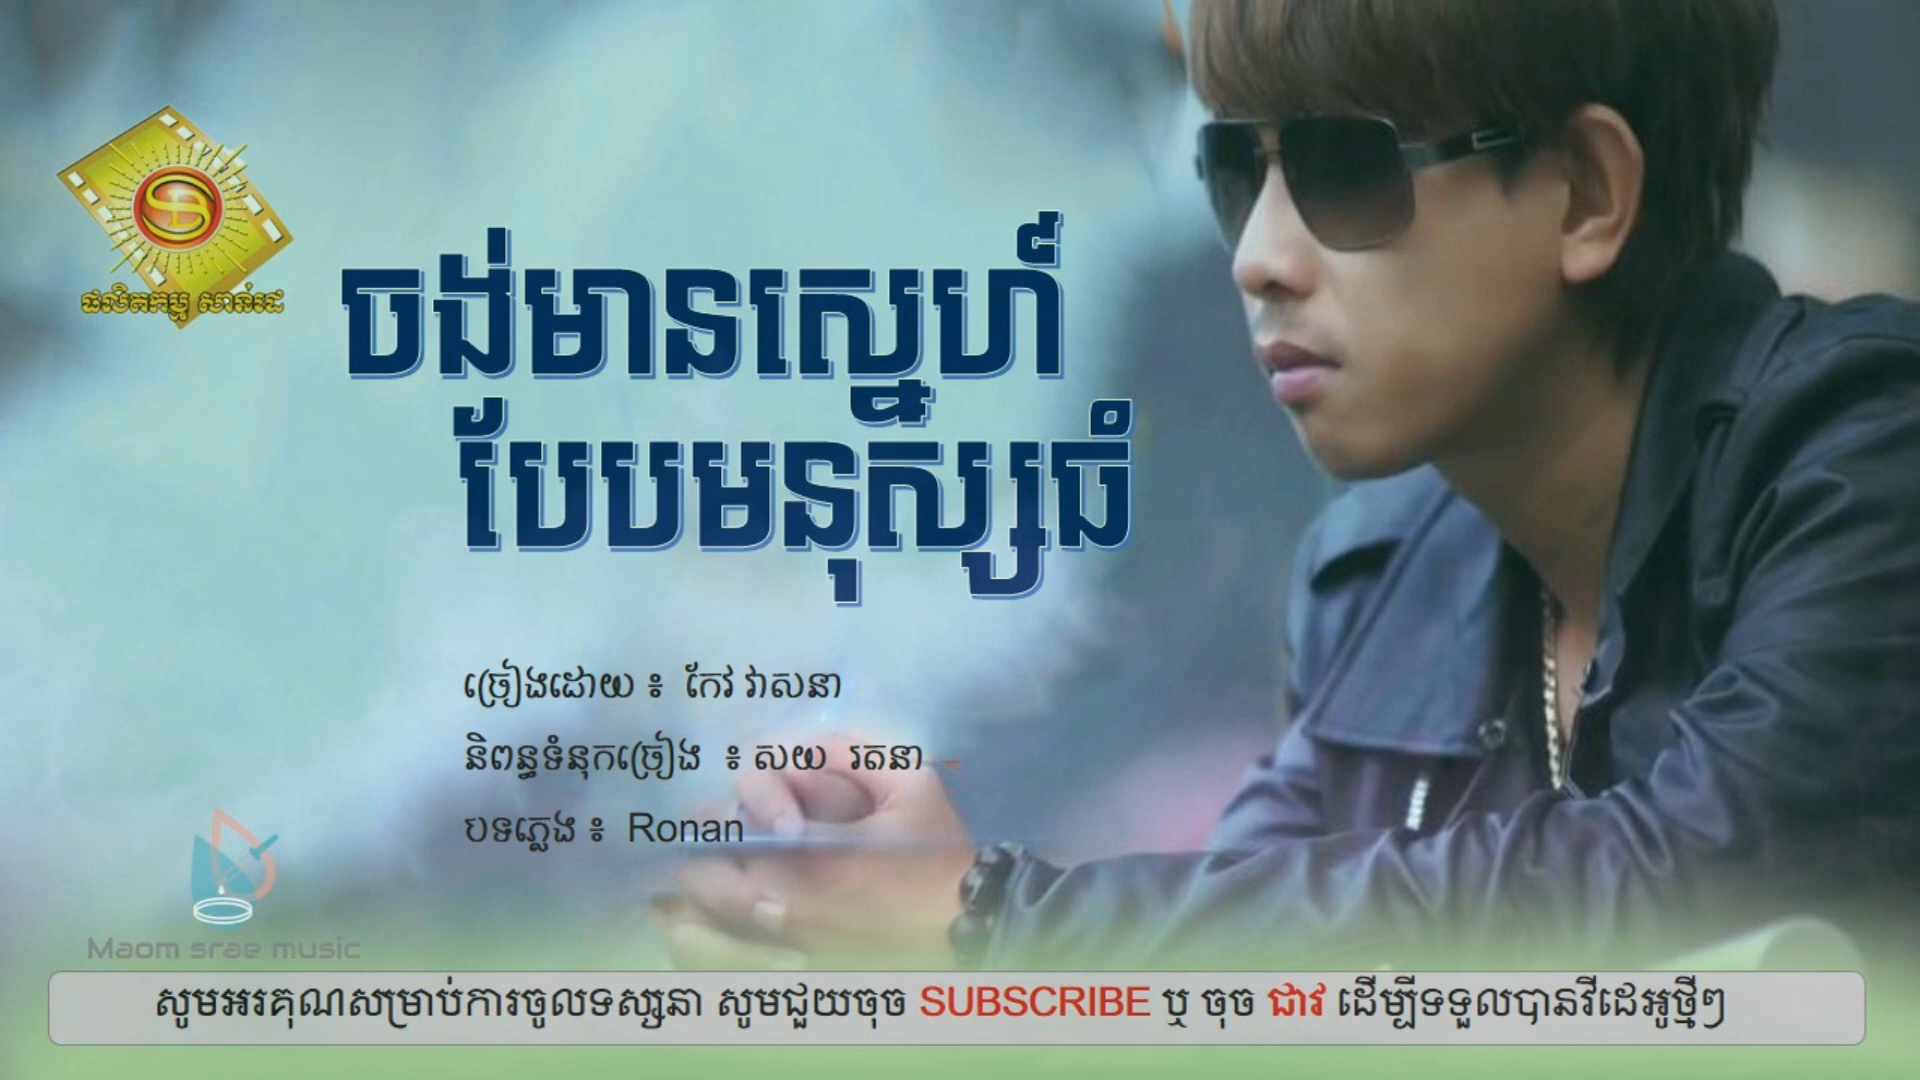 ផលិតកម្ម សាន់ដេ
ចង់មានស្នេហ៍
បែបមនុស្សធំ
ច្រៀងដោយ ៖ កែវ វាសនា
និពន្ធទំនុកច្រៀង ៖ សយ រតនា
បទភ្លេង ៖ Ronan
Maom srae music
សូមអរគុណសម្រាប់ការចូលទស្សនា សូមជួយចុច SUBSCRIBE ឬ ចុច ជាវ ដើម្បីទទួលបានវីដេអូថ្មីៗ